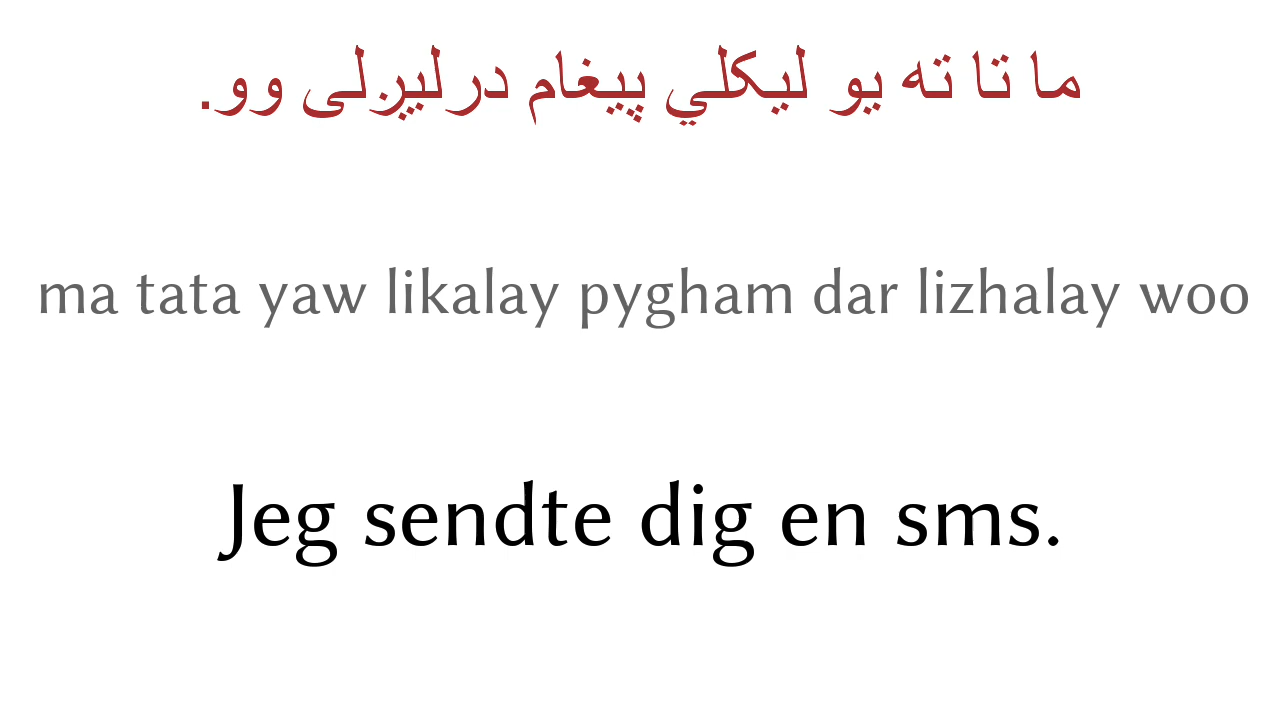 ما تا ته یو لیکلي پیغام درلیږلی وو.
ma tata yaw likalay pygham dar lizhalay woo
Jeg sendte dig en sms.